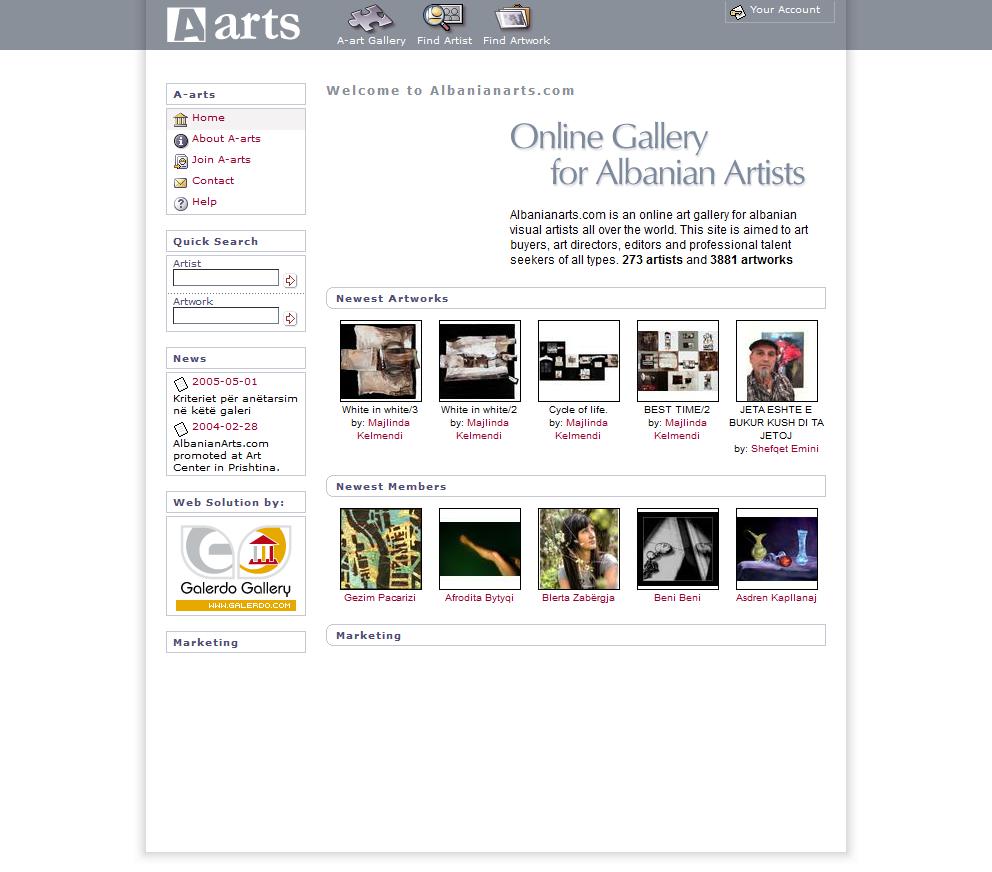 A arts
A-art Gallery
Find Artist
Find Artwork
Your Account
A-arts
Home
About A-arts
Join A-arts
Contact
Help
Quick Search
Artist
Artwork
News
2005-05-01
Kriteriet për anëtarsim
në këtë galeri
2004-02-28
AlbanianArts.com
promoted at Art
Center in Prishtina.
Web Solution by:
Galerdo Gallery
WWW.GALERDO.COM
Marketing
Welcome to Albanianarts.com
Online Gallery
for Albanian Artists
Albanianarts.com is an online art gallery for albanian
visual artists all over the world. This site is aimed to art
buyers, art directors, editors and professional talent
seekers of all types. 273 artists and 3881 artworks
Newest Artworks
White in white/3
by: Majlinda
Kelmendi
White in white/2
by: Majlinda
Kelmendi
Cycle of life.
by: Majlinda
Kelmendi
BEST TIME/2
by: Majlinda
Kelmendi
JETA ESHTE E
BUKUR KUSH DI TA
JETOJ
by: Shefqet Emini
Newest Members
Gezim Pacarizi
Afrodita Bytyqi
Blerta Zabërgja
Beni Beni
Asdren Kapllanaj
Marketing